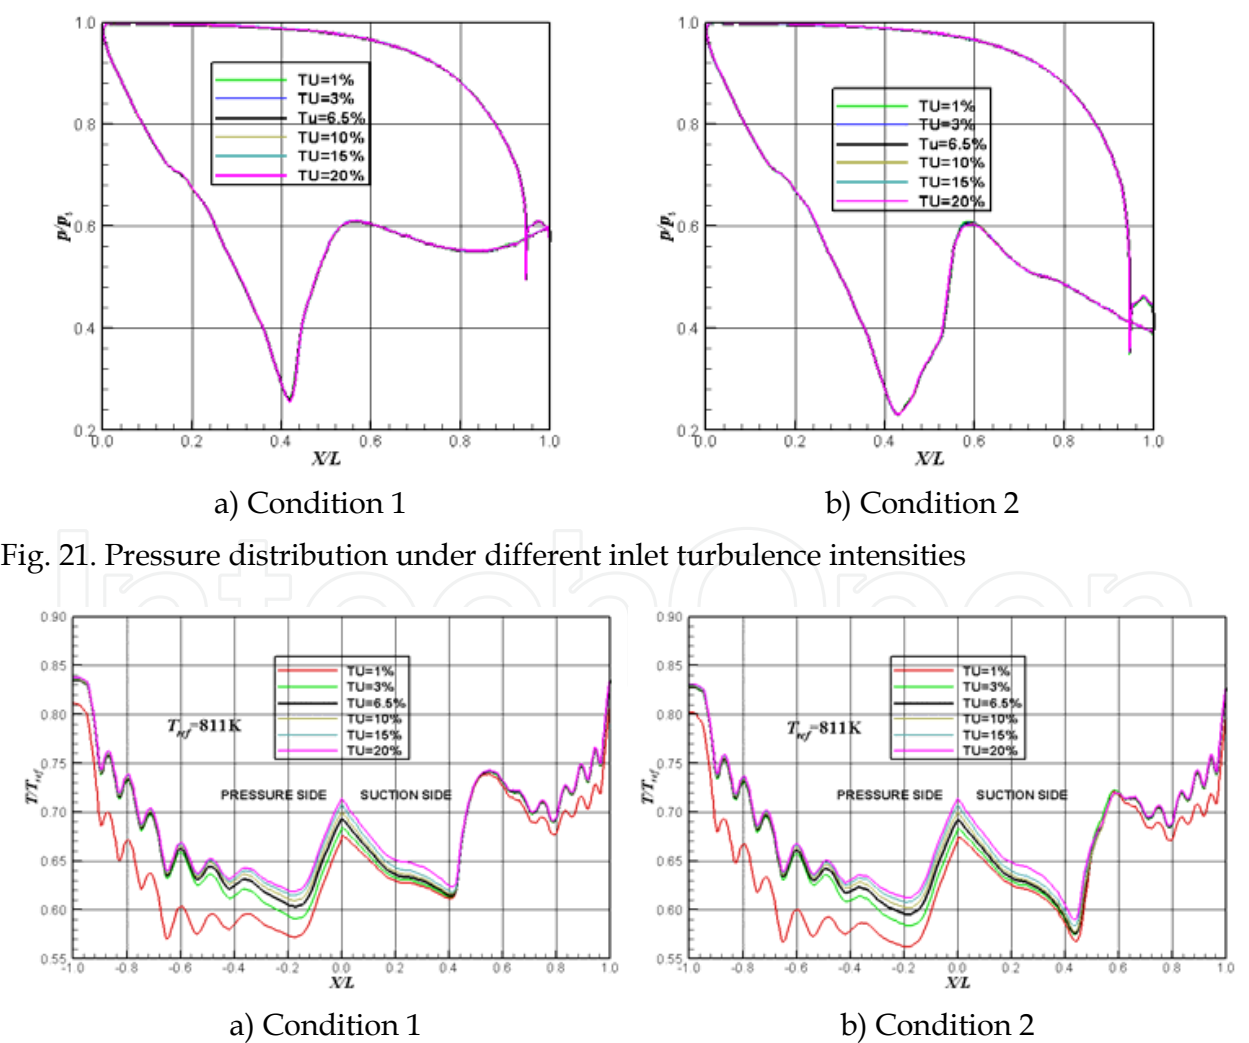 1.0
0.8
0.6
0.4
0.2
p/p
TU=1%
TU=3%
Tu=6.5%
TU=10%
TU=15%
TU=20%
0.0 0.2 0.4 0.6 0.8 1.0
X/L
a) Condition 1
1.0
0.8
0.6
0.4
0.2
p/p
TU=1%
TU=3%
Tu=6.5%
TU=10%
TU=15%
TU=20%
0.0 0.2 0.4 0.6 0.8 1.0
X/L
b) Condition 2
Fig. 21. Pressure distribution under different inlet turbulence intensities
IntechOpen
0.90
0.85
0.80
0.75
0.70
0.65
0.60
0.55
T/Tref
TU=1%
TU=3%
TU=6.5%
TU=10%
TU=15%
TU=20%
Tref=811K
PRESSURE SIDE SUCTION SIDE
-1.0 -0.8 -0.6 -0.4 -0.2 0.0 0.2 0.4 0.6 0.8 1.0
X/L
a) Condition 1
0.90
0.85
0.80
0.75
0.70
0.65
0.60
0.55
T/Tref
TU=1%
TU=3%
TU=6.5%
TU=10%
TU=15%
TU=20%
Tref=811K
PRESSURE SIDE SUCTION SIDE
-1.0 -0.8 -0.6 -0.4 -0.2 0.0 0.2 0.4 0.6 0.8 1.0
X/L
b) Condition 2